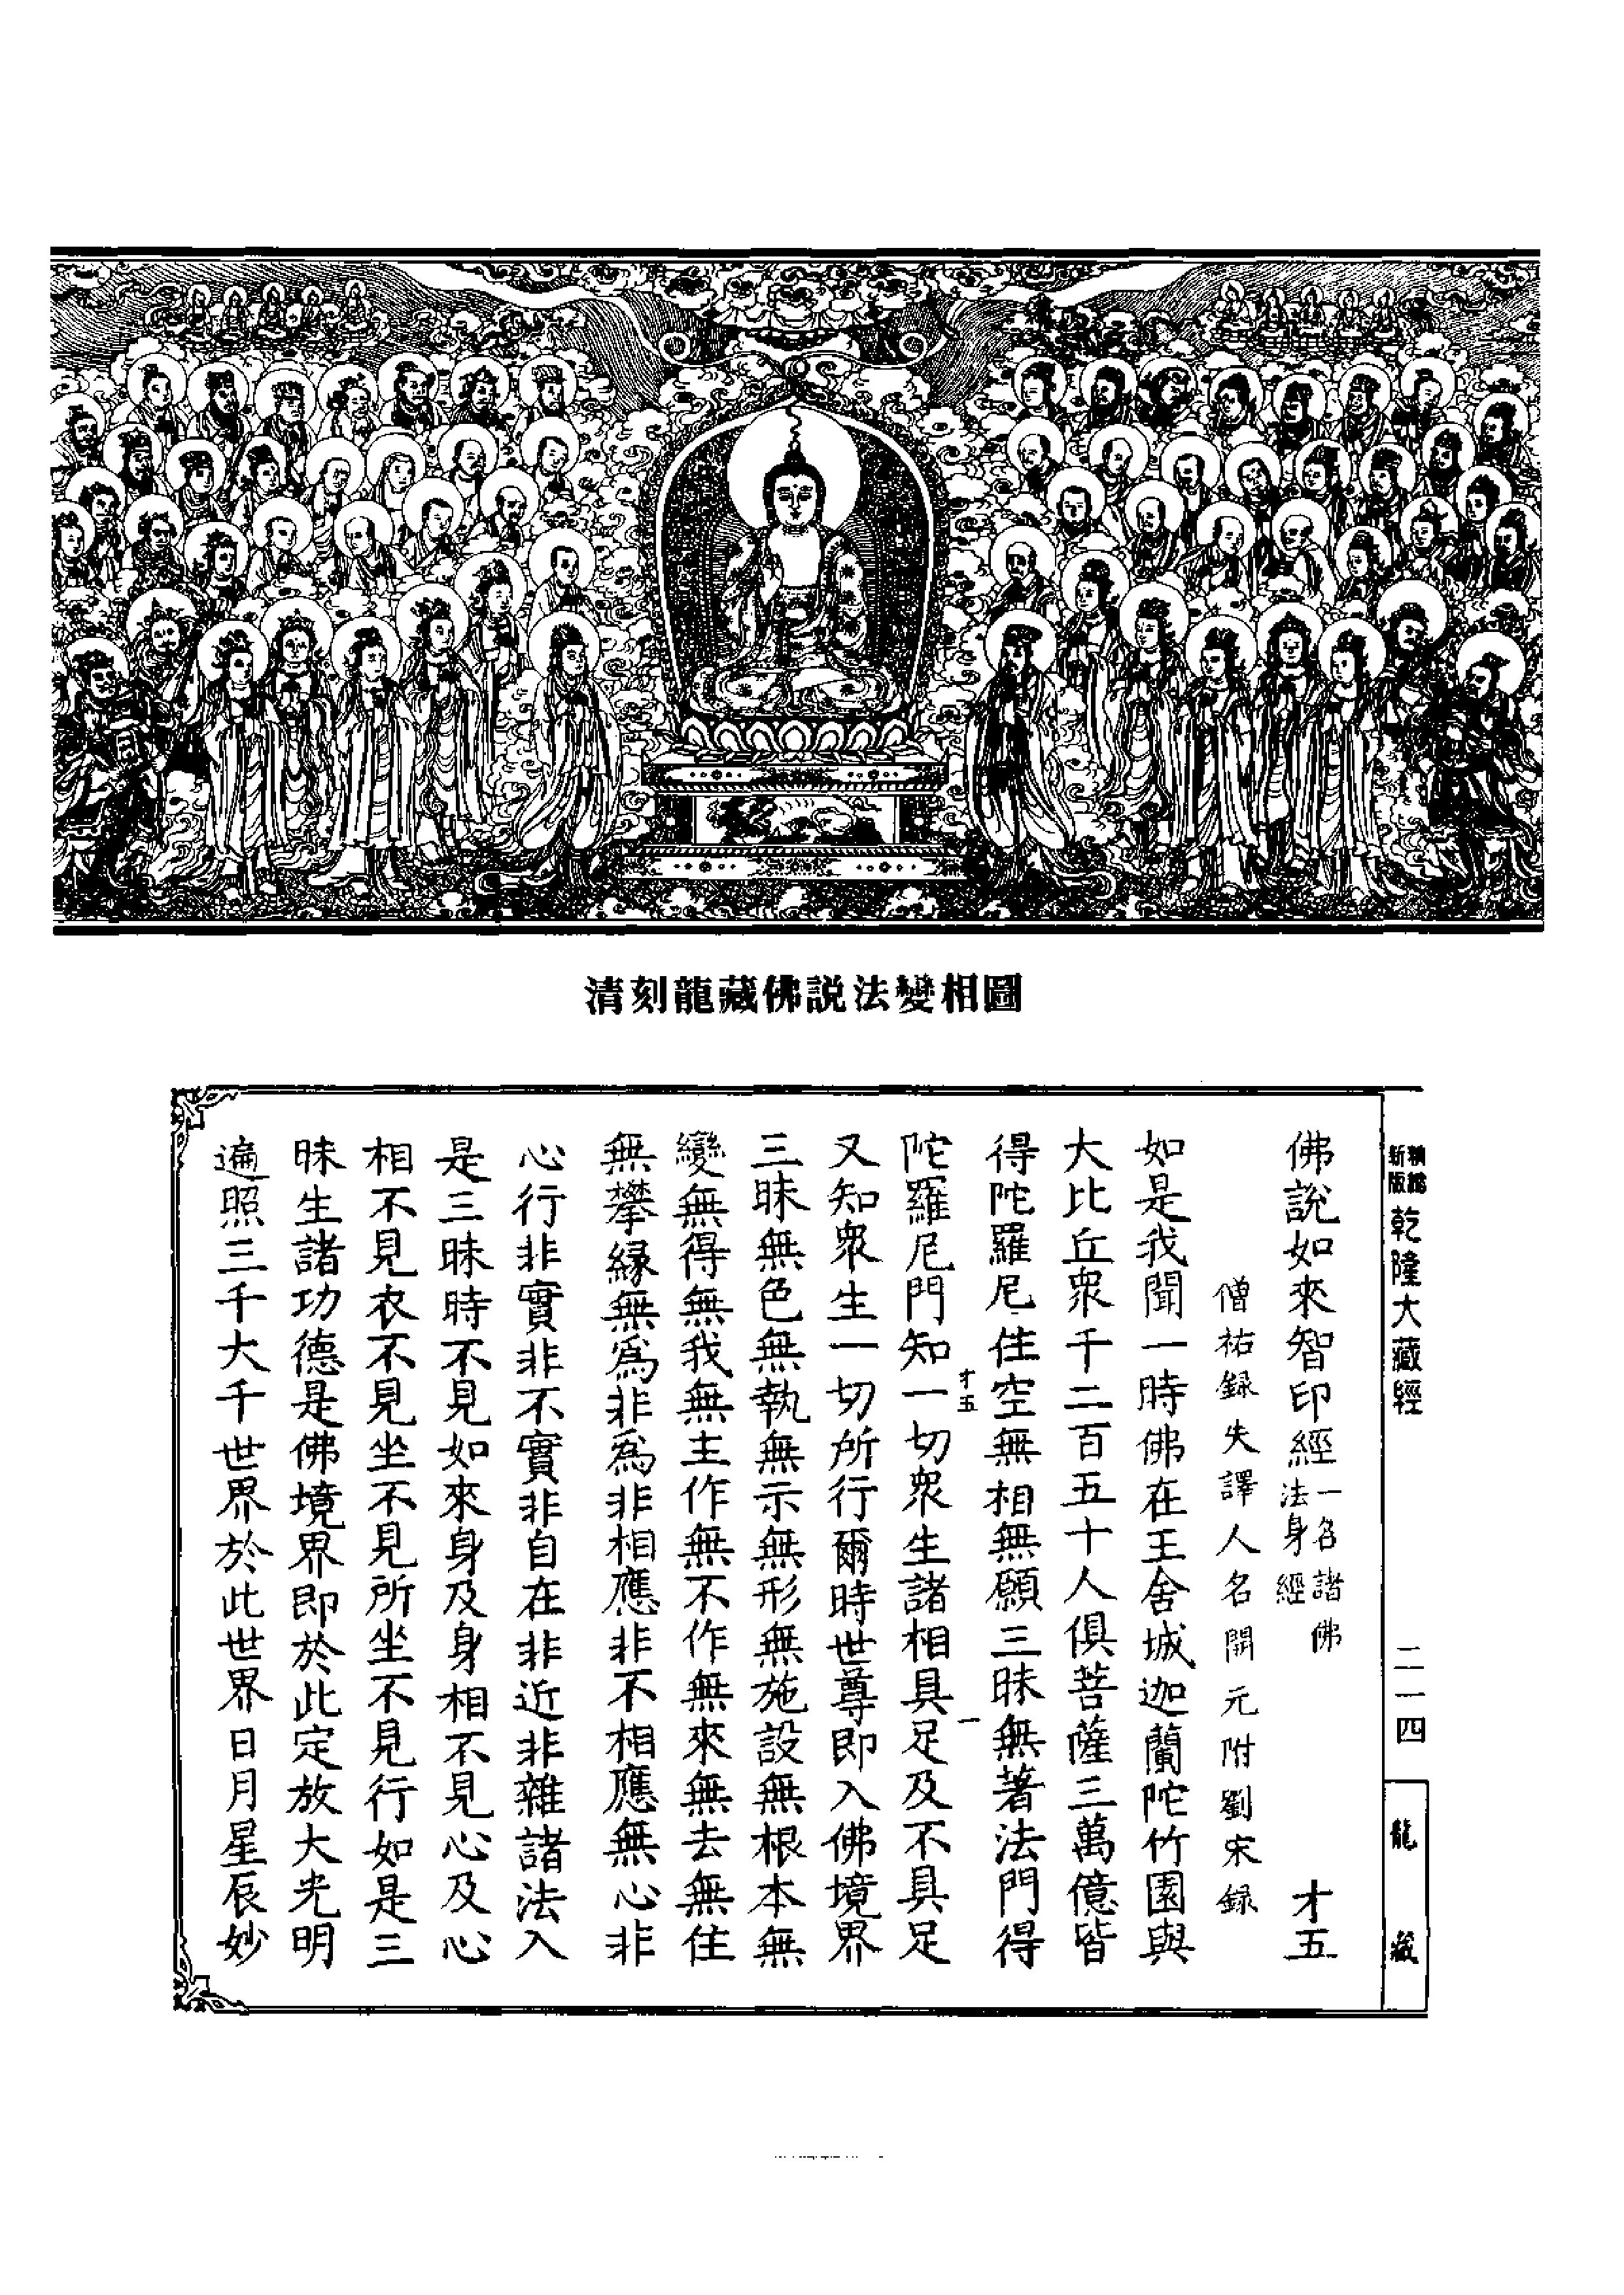 清刻龍藏佛説法變相圖
新版
精縮
乾隆大藏經
二一四
龍藏
佛說如來智印經 一名諸佛法身經 才五
僧祐録失譯人名開元附劉宋録
如是我聞一時佛在王舍城迦蘭陀竹園與
大比丘衆千二百五十人俱菩薩三萬億皆
得陀羅尼住空無相無願三昧無著法門得
才五 一
陀羅尼門知一切衆生諸相具足及不具足
又知衆生一切所行爾時世尊即入佛境界
三昧無色無執無示無形無施設無根本無
變無得無我無主作無不作無來無去無住
無攀緣無爲非爲非相應非不相應無心非
心行非實非不實非自在非近非雜諸法入
是三昧時不見如來身及身相不見心及心
相不見衣不見坐不見所坐不見行如是三
昧生諸功德是佛境界即於此定放大光明
遍照三千大千世界於此世界日月星辰妙